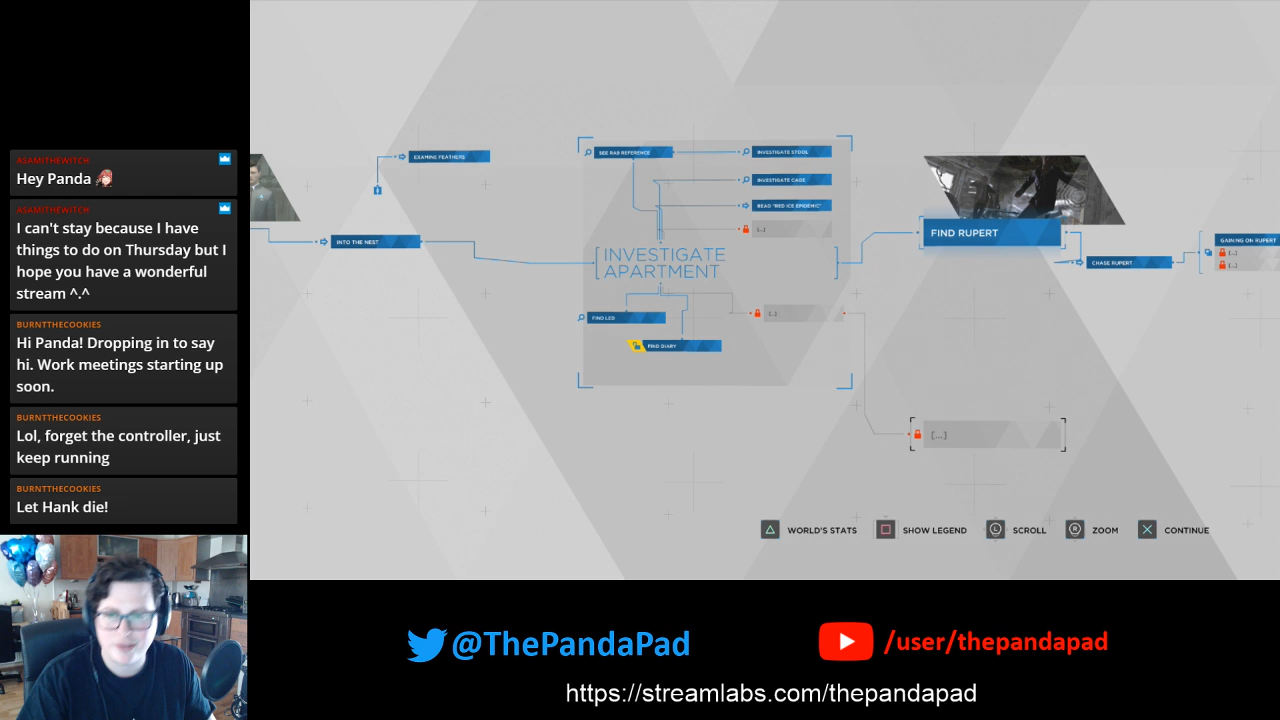 ASAMITHEWITCH
Hey Panda
ASAMITHEWITCH
I can't stay because I have
things to do on Thursday but I
hope you have a wonderful
stream ^.^
BURNTTHECOOKIES
Hi Panda! Dropping in to say
hi. Work meetings starting up
soon.
BURNTTHECOOKIES
Lol, forget the controller, just
keep running
BURNTTHECOOKIES
Let Hank die!
EXAMINE FEATHERS
INTO THE NEST
SEE RA9 REFERENCE
INVESTIGATE STOOL
INVESTIGATE CAGE
READ "RED ICE EPIDEMIC"
[...]
INVESTIGATE
APARTMENT
FIND LED
FIND DIARY
[...]
FIND RUPERT
CHASE RUPERT
GAINING ON RUPERT
[...]
[...]
[...]
WORLD'S STATS
SHOW LEGEND
L
SCROLL
R
ZOOM
CONTINUE
@ThePandaPad
/user/thepandapad
https://streamlabs.com/thepandapad